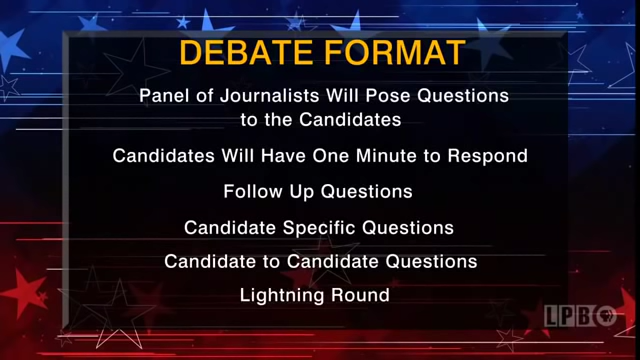 DEBATE FORMAT
Panel of Journalists Will Pose Questions
to the Candidates
Candidates Will Have One Minute to Respond
Follow Up Questions
Candidate Specific Questions
Candidate to Candidate Questions
Lightning Round
LPB